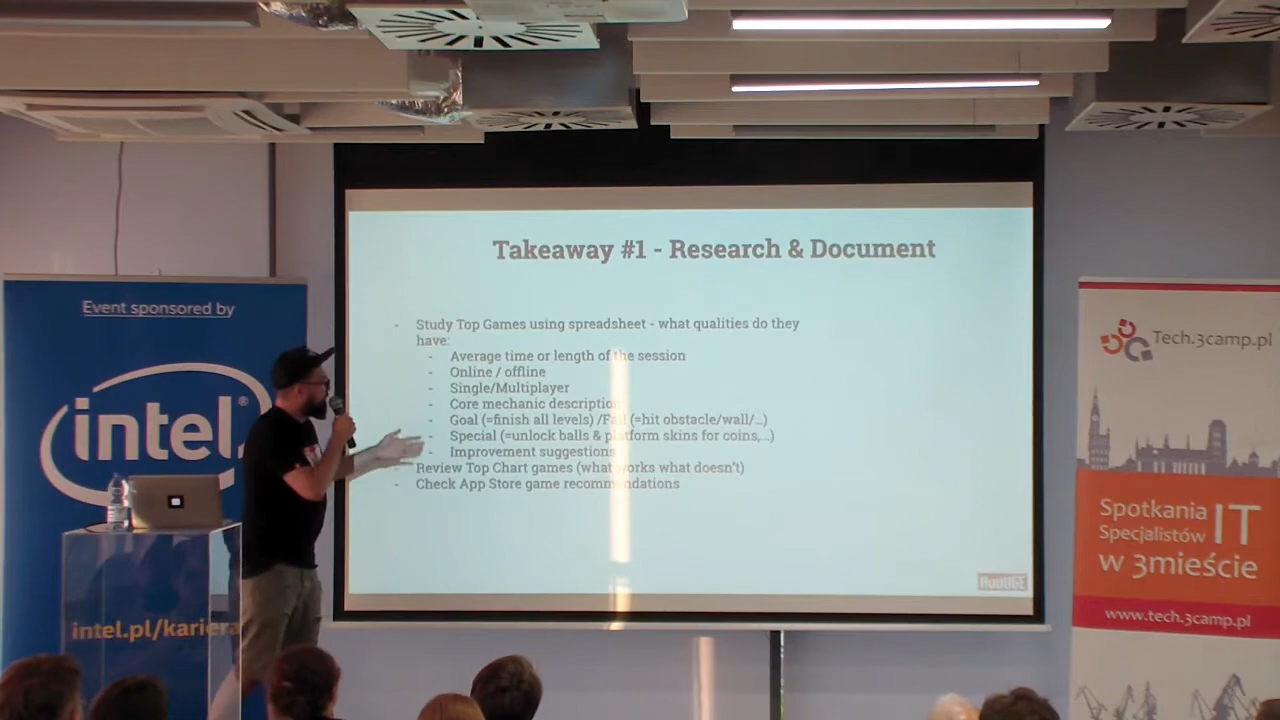 Event sponsored by
intel®
intel.pl/kariera
Takeaway #1 - Research & Document
- Study Top Games using spreadsheet - what qualities do they
have:
- Average time or length of the session
- Online / offline
- Single/Multiplayer
- Core mechanic description
- Goal (=finish all levels) /Fail (=hit obstacle/wall/...)
- Special (=unlock balls & platform skins for coins,...)
- Improvement suggestions
- Review Top Chart games (what works what doesn't)
- Check App Store game recommendations
HUUUGE
Tech.3camp.pl
Spotkania
Specjalistów IT
w 3mieście
www.tech.3camp.pl